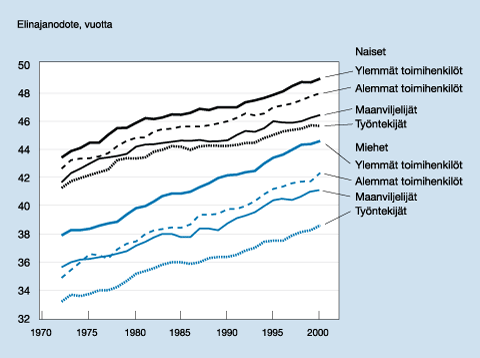 Elinajanodote, vuotta
Naiset
Ylemmät toimihenkilöt
Alemmat toimihenkilöt
Maanviljelijät
Työntekijät
Miehet
Ylemmät toimihenkilöt
Alemmat toimihenkilöt
Maanviljelijät
Työntekijät
50
48
46
44
42
40
38
36
34
32
1970 1975 1980 1985 1990 1995 2000